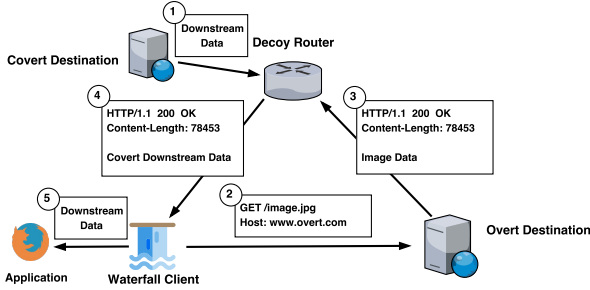 1
Downstream
Data
Decoy Router
Covert Destination
4
HTTP/1.1 200 OK
Content-Length: 78453
Covert Downstream Data
3
HTTP/1.1 200 OK
Content-Length: 78453
Image Data
5
Downstream
Data
2
GET /image.jpg
Host: www.overt.com
Overt Destination
Application
Waterfall Client